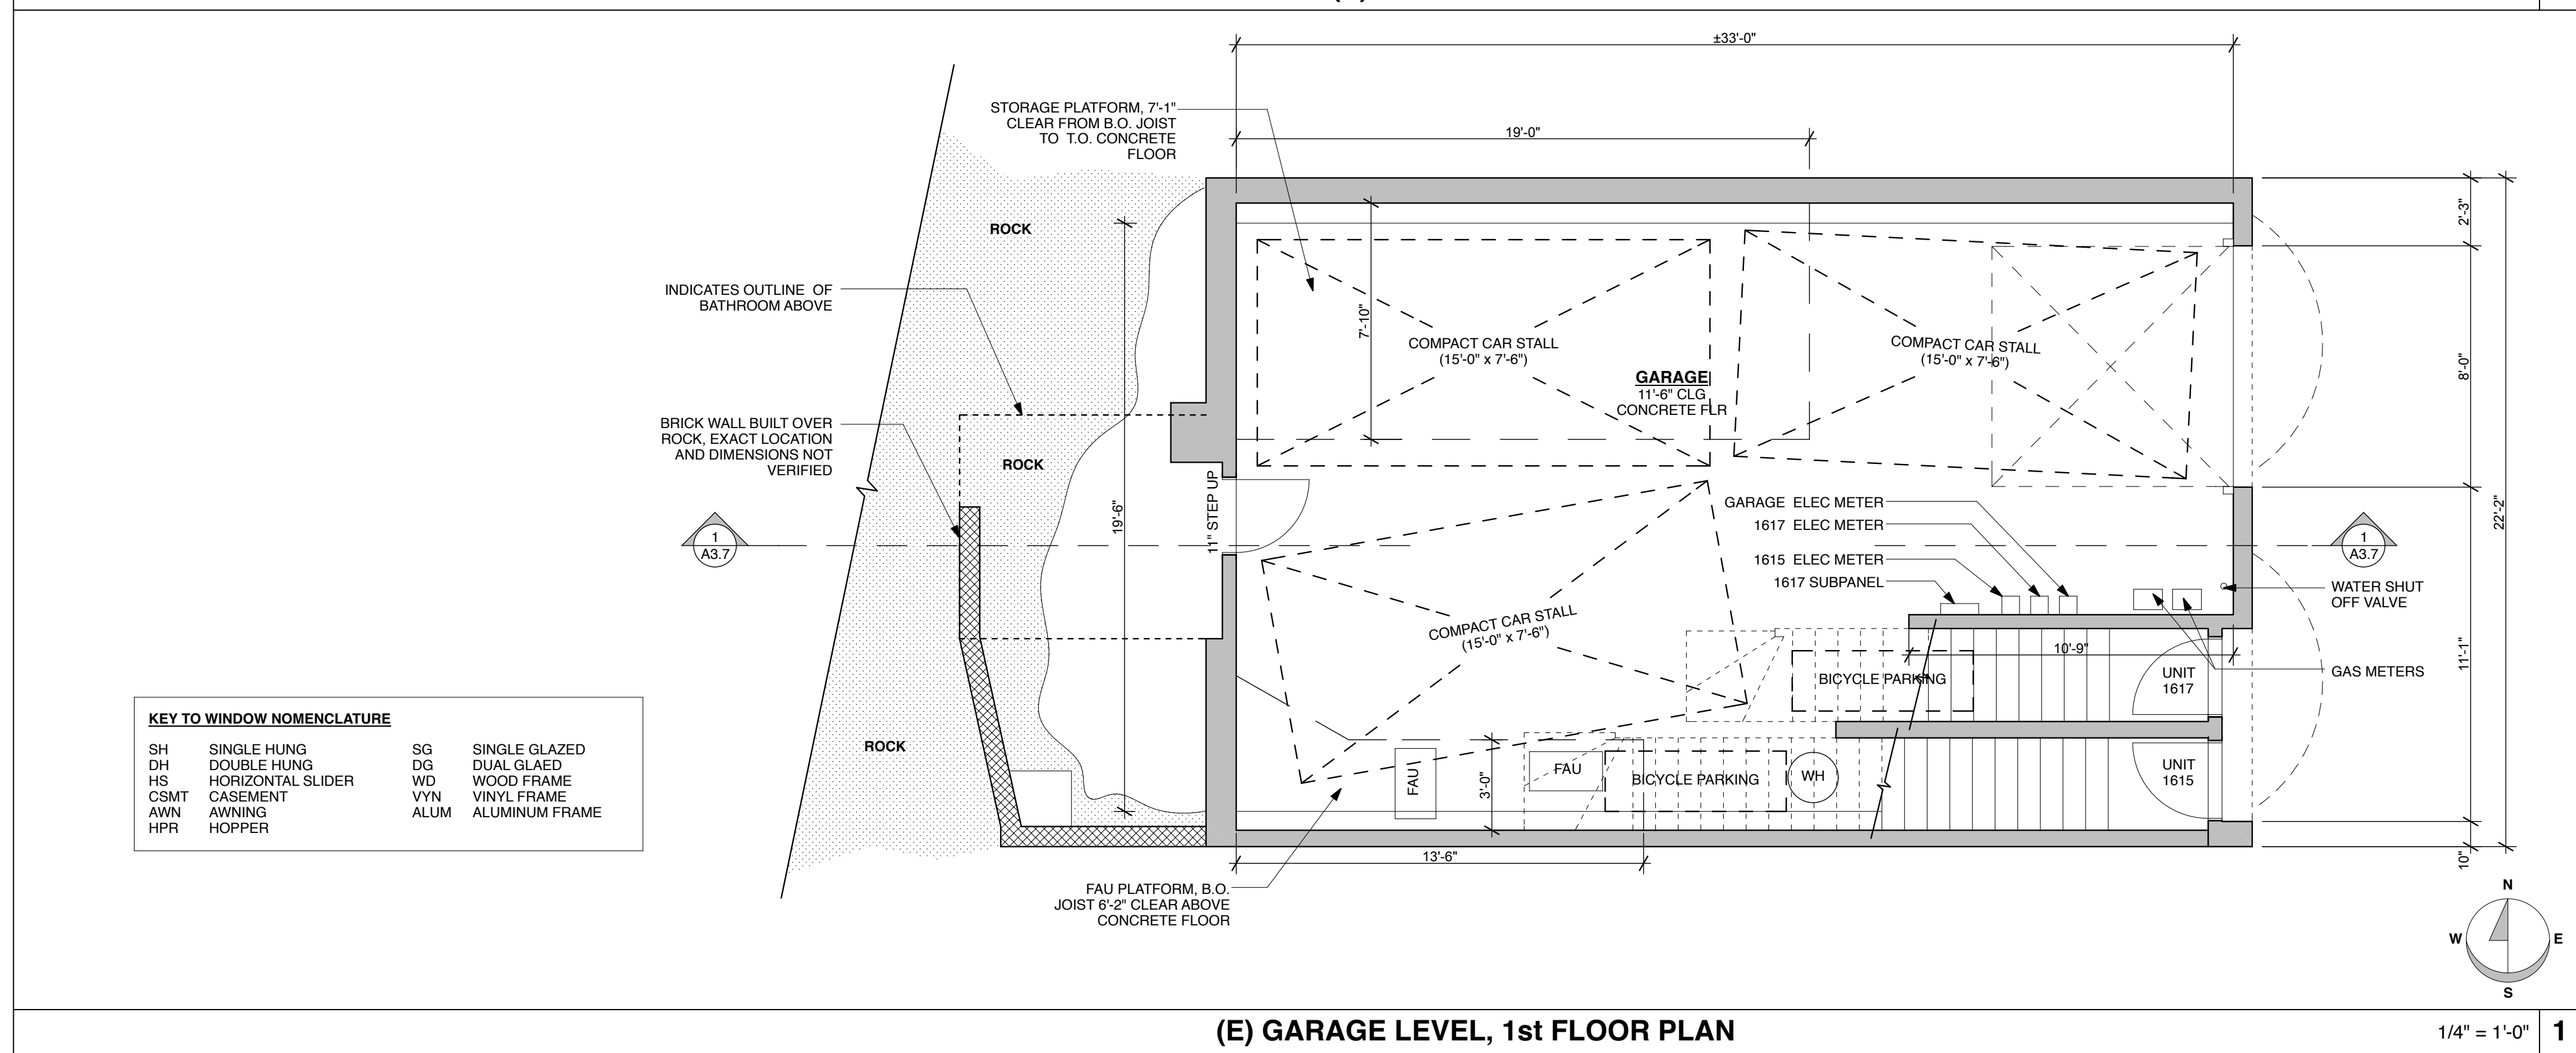 ±33'-0"
STORAGE PLATFORM, 7'-1"
CLEAR FROM B.O. JOIST
TO T.O. CONCRETE
FLOOR
19'-0"
ROCK
2'-3"
INDICATES OUTLINE OF
BATHROOM ABOVE
7'-10"
COMPACT CAR STALL
(15'-0" x 7'-6")
COMPACT CAR STALL
(15'-0" x 7'-6")
8'-0"
GARAGE
11'-6" CLG
CONCRETE FLR
BRICK WALL BUILT OVER
ROCK, EXACT LOCATION
AND DIMENSIONS NOT
VERIFIED
ROCK
19'-6"
11" STEP UP
GARAGE ELEC METER
1617 ELEC METER
1615 ELEC METER
1617 SUBPANEL
22'-2"
1
A3.7
1
A3.7
WATER SHUT
OFF VALVE
COMPACT CAR STALL
(15'-0" x 7'-6")
10'-9"
11'-1"
BICYCLE PARKING
UNIT
1617
GAS METERS
KEY TO WINDOW NOMENCLATURE
SH SINGLE HUNG
DH DOUBLE HUNG
HS HORIZONTAL SLIDER
CSMT CASEMENT
AWN AWNING
HPR HOPPER
SG SINGLE GLAZED
DG DUAL GLAED
WD WOOD FRAME
VYN VINYL FRAME
ALUM ALUMINUM FRAME
ROCK
FAU
3'-0"
FAU
BICYCLE PARKING
WH
UNIT
1615
13'-6"
10"
FAU PLATFORM, B.O.
JOIST 6'-2" CLEAR ABOVE
CONCRETE FLOOR
N
W
E
S
(E) GARAGE LEVEL, 1st FLOOR PLAN
1/4" = 1'-0"
1